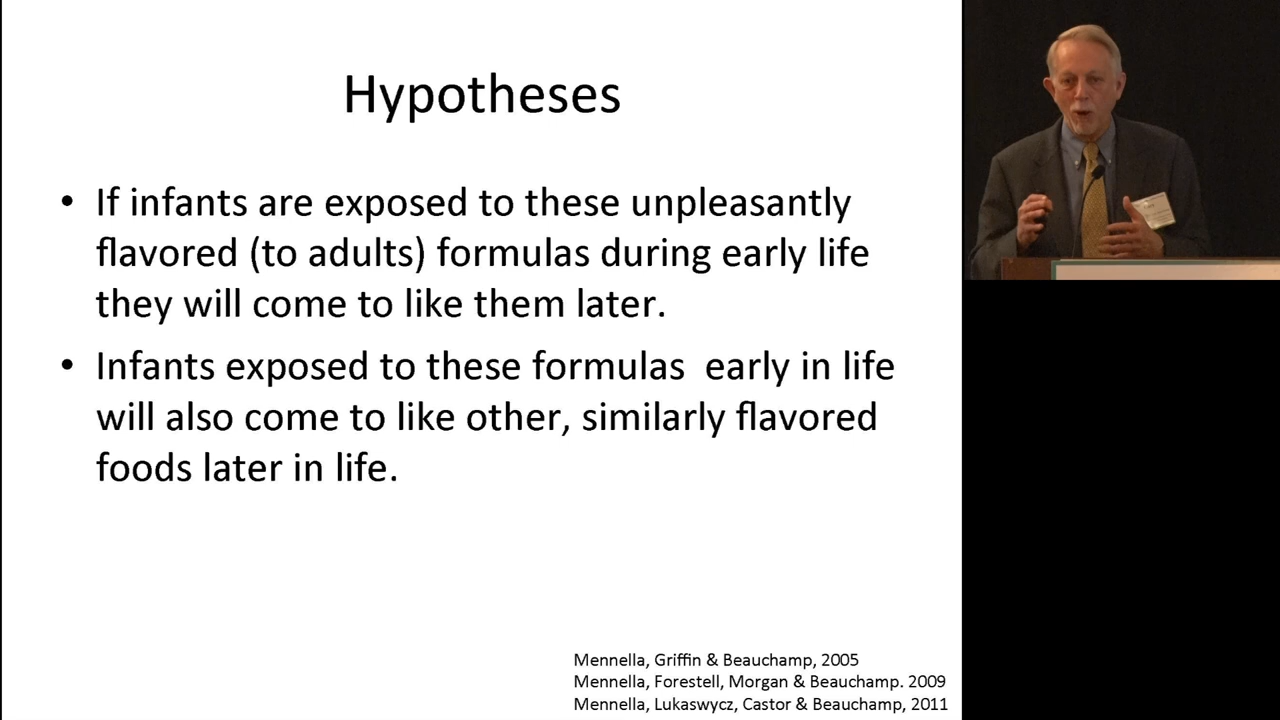 Hypotheses
• If infants are exposed to these unpleasantly
flavored (to adults) formulas during early life
they will come to like them later.
• Infants exposed to these formulas  early in life
will also come to like other, similarly flavored
foods later in life.
Mennella, Griffin & Beauchamp, 2005
Mennella, Forestell, Morgan & Beauchamp. 2009
Mennella, Lukaswycz, Castor & Beauchamp, 2011